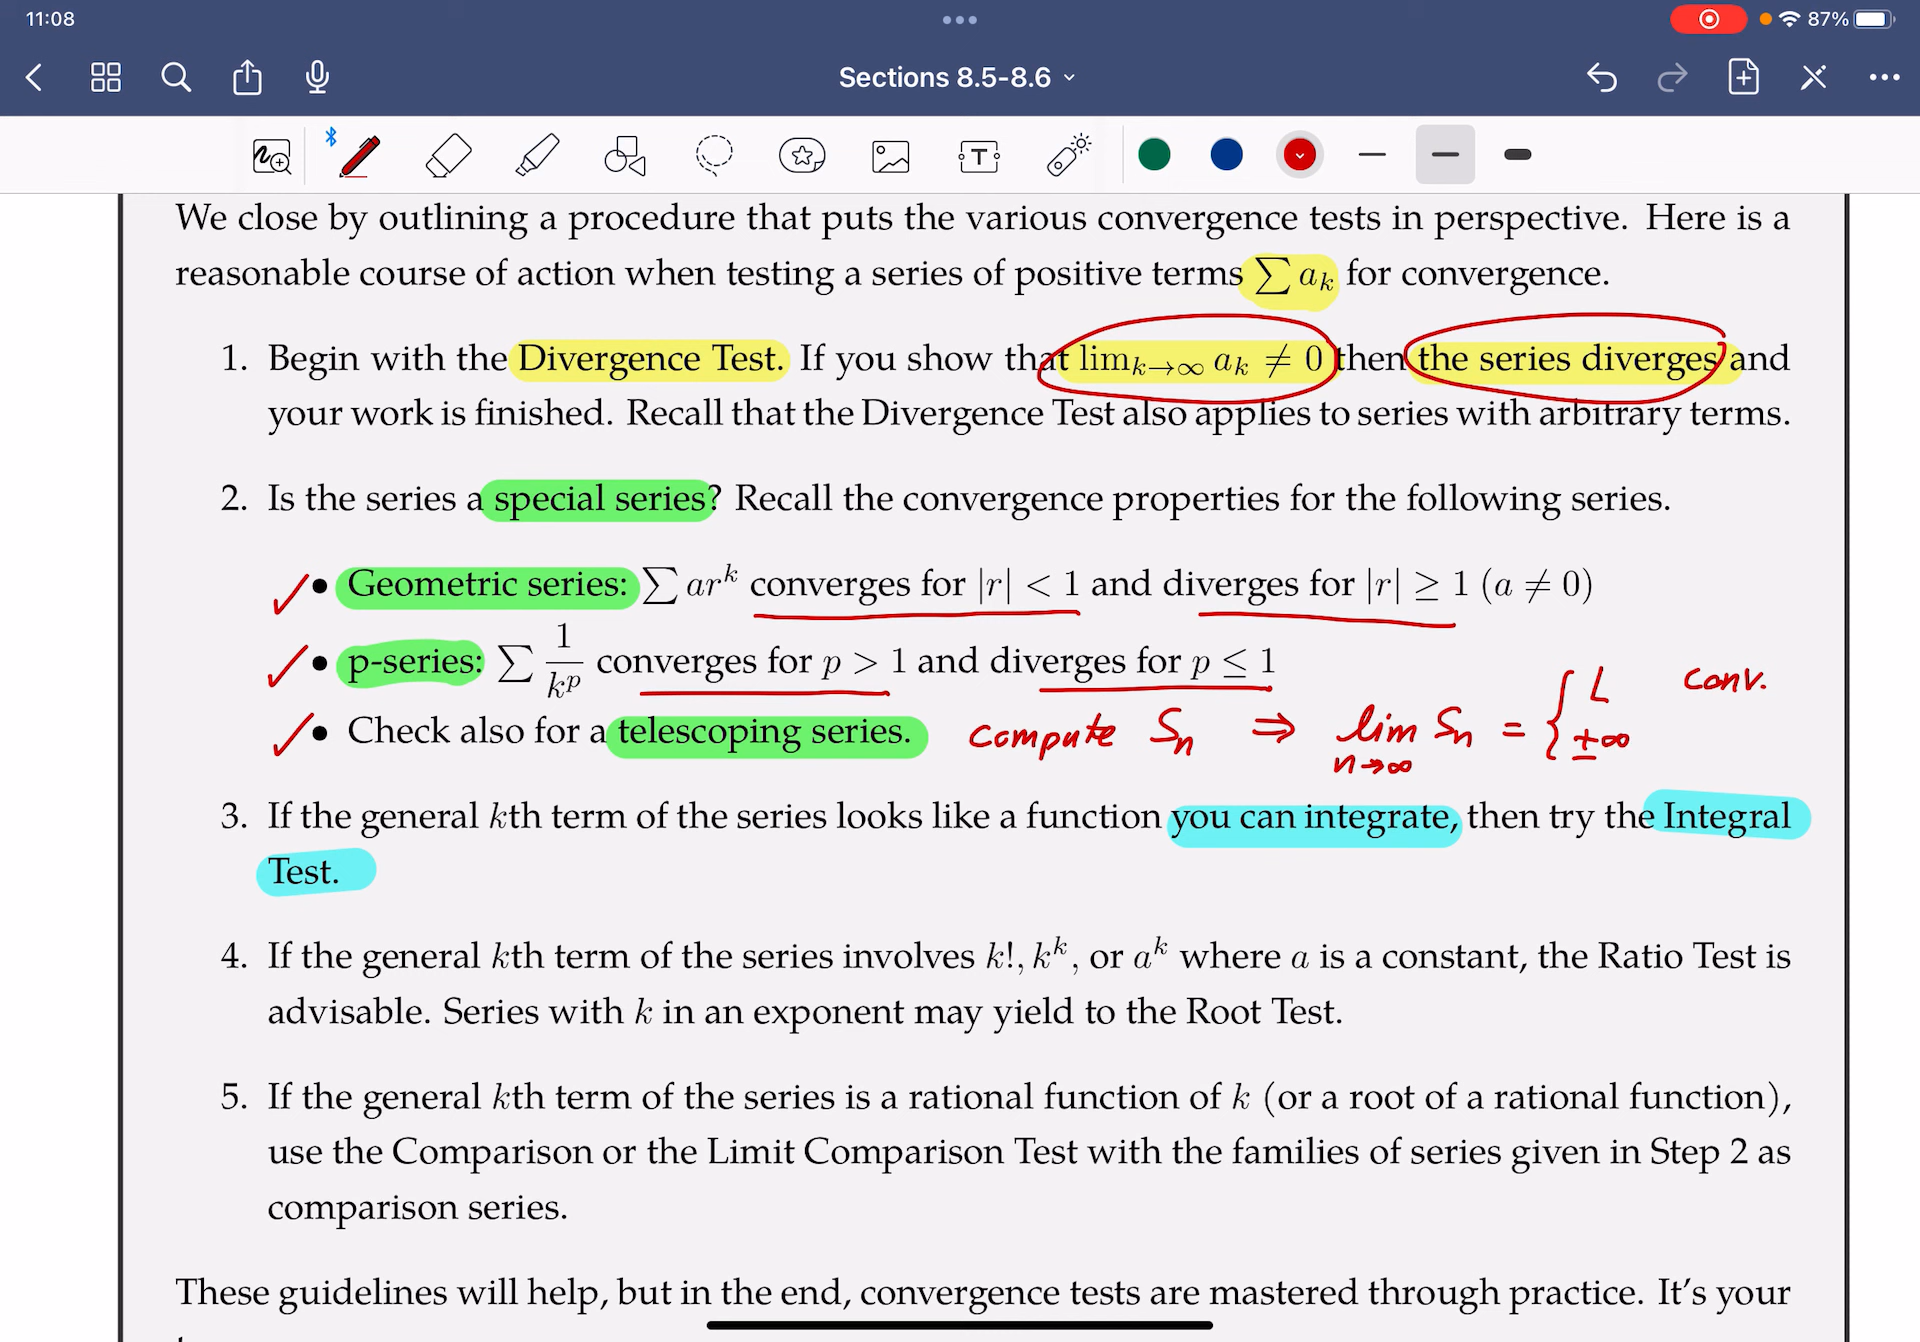 11:08
87%
Sections 8.5-8.6
We close by outlining a procedure that puts the various convergence tests in perspective. Here is a
reasonable course of action when testing a series of positive terms ∑ aₖ for convergence.
1. Begin with the Divergence Test. If you show that limₖ→∞ aₖ ≠ 0 then the series diverges and
your work is finished. Recall that the Divergence Test also applies to series with arbitrary terms.
2. Is the series a special series? Recall the convergence properties for the following series.
✓ • Geometric series: ∑ arᵏ converges for |r| < 1 and diverges for |r| ≥ 1 (a ≠ 0)
✓ • p-series: ∑ 1/kᵖ converges for p > 1 and diverges for p ≤ 1
✓ • Check also for a telescoping series. compute Sₙ ⇒ lim n→∞ Sₙ = { L conv. ±∞
3. If the general kth term of the series looks like a function you can integrate, then try the Integral
Test.
4. If the general kth term of the series involves k!, kᵏ, or aᵏ where a is a constant, the Ratio Test is
advisable. Series with k in an exponent may yield to the Root Test.
5. If the general kth term of the series is a rational function of k (or a root of a rational function),
use the Comparison or the Limit Comparison Test with the families of series given in Step 2 as
comparison series.
These guidelines will help, but in the end, convergence tests are mastered through practice. It's your